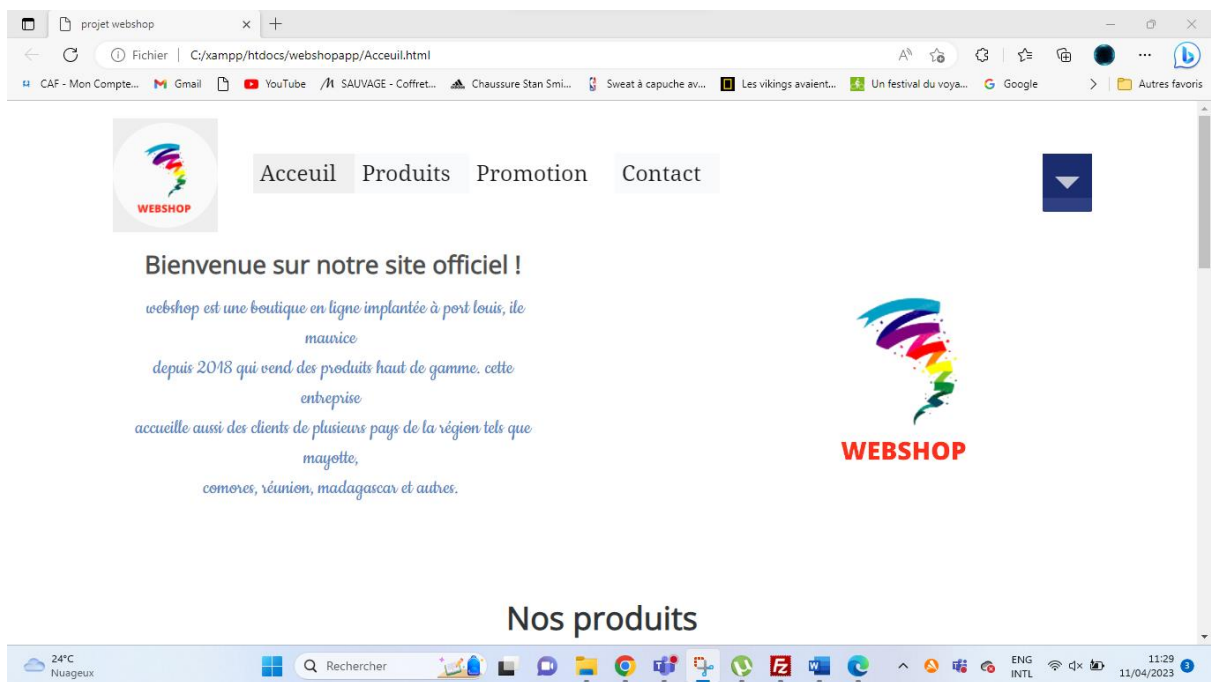 projet webshop
Fichier | C:/xampp/htdocs/webshopapp/Acceuil.html
CAF - Mon Compte... Gmail YouTube SAUVAGE - Coffret... Chaussure Stan Smi... Sweat à capuche av... Les vikings avaient... Un festival du voya... Google Autres favoris
WEBSHOP
Acceuil Produits Promotion Contact
Bienvenue sur notre site officiel !
webshop est une boutique en ligne implantée à port louis, ile
maurice
depuis 2018 qui vend des produits haut de gamme. cette
entreprise
accueille aussi des clients de plusieurs pays de la région tels que
mayotte,
comores, réunion, madagascar et autres.
WEBSHOP
Nos produits
24°C
Nuageux
Rechercher
ENG
INTL
11:29
11/04/2023
3